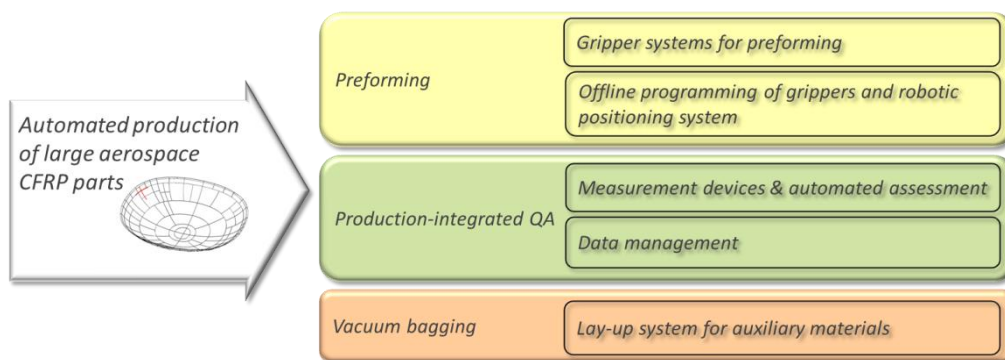 Automated production
of large aerospace
CFRP parts
Preforming
Gripper systems for preforming
Offline programming of grippers and robotic
positioning system
Production-integrated QA
Measurement devices & automated assessment
Data management
Vacuum bagging
Lay-up system for auxiliary materials